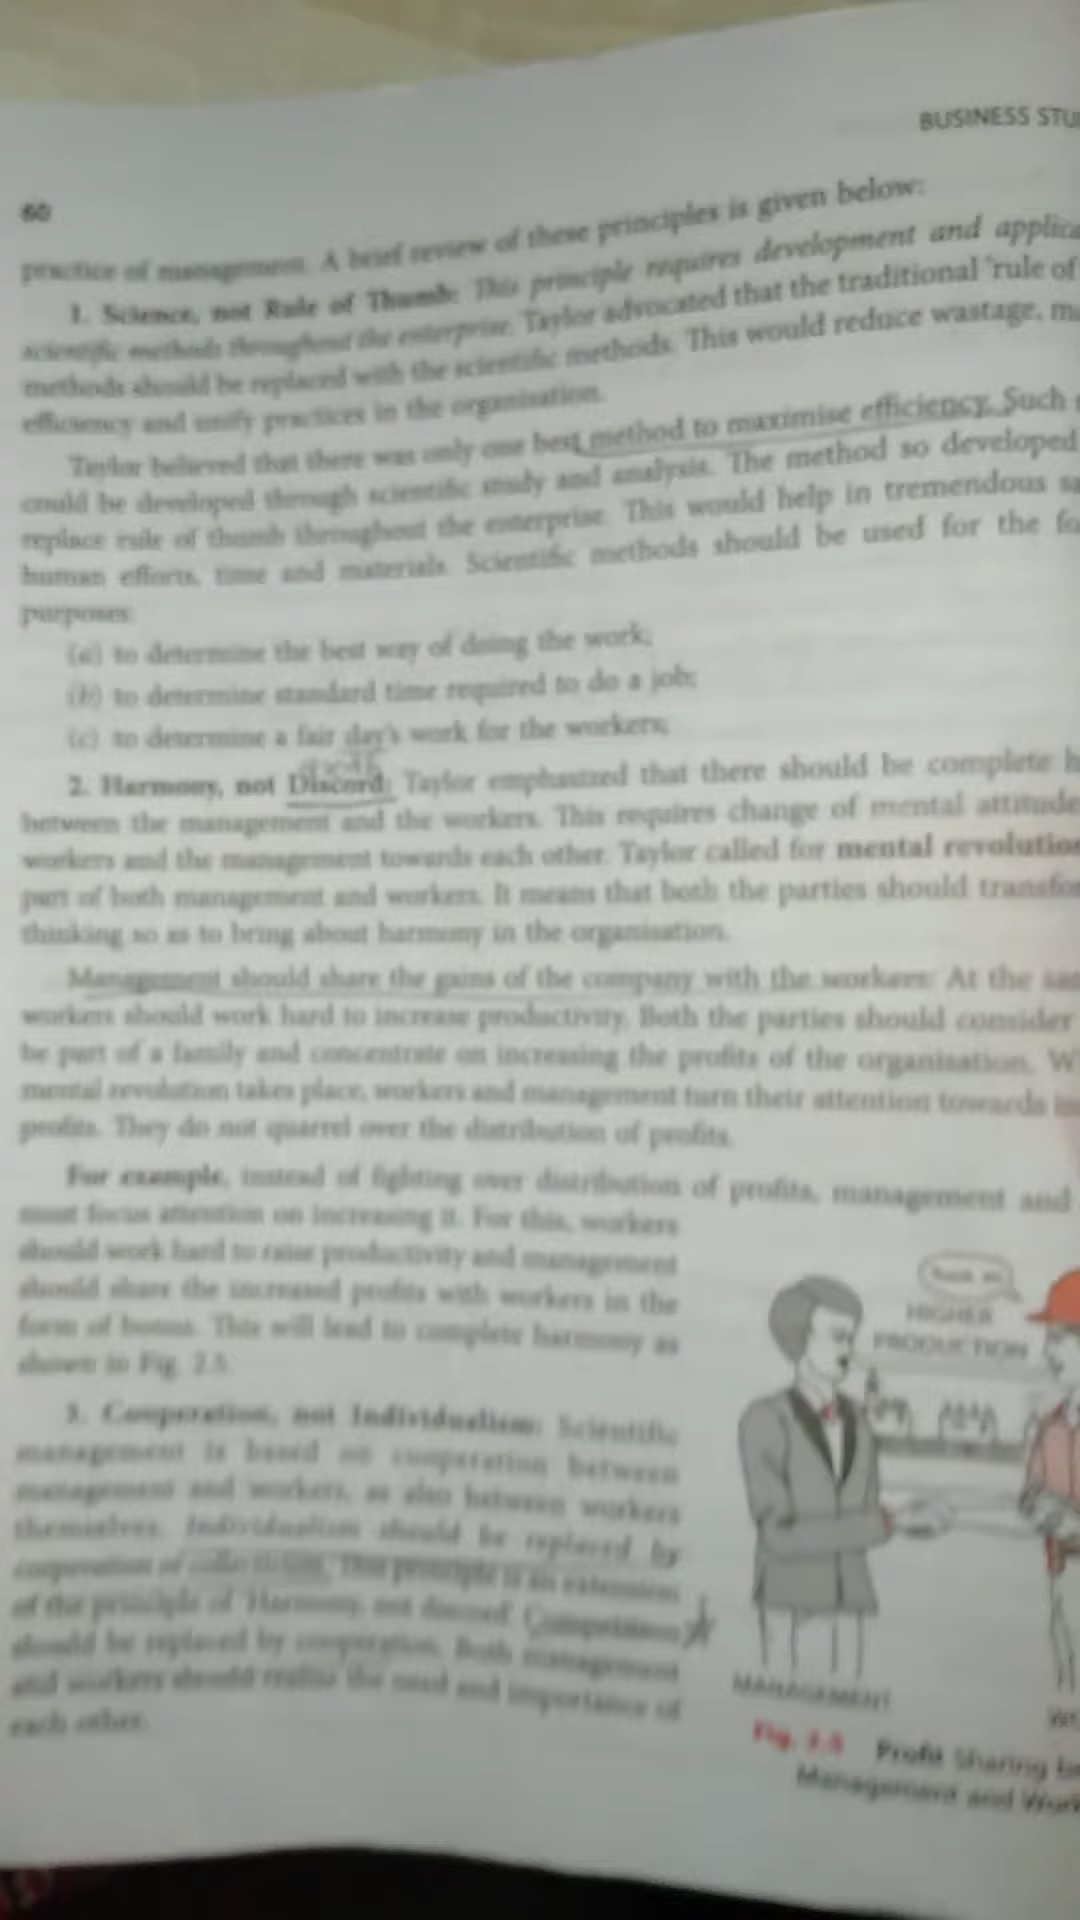 BUSINESS STU
60
practice of management. A brief review of these principles is given below:
1. Science, not Rule of Thumb: This principle requires development and applica
scientific methods throughout the enterprise. Taylor advocated that the traditional 'rule of
methods should be replaced with the scientific methods. This would reduce wastage, ma
efficiency and unify practices in the organisation.
Taylor believed that there was only one best method to maximise efficiency. Such
could be developed through scientific study and analysis. The method so developed
replace rule of thumb throughout the enterprise. This would help in tremendous sa
human efforts, time and materials. Scientific methods should be used for the fo
purposes:
(a) to determine the best way of doing the work;
(b) to determine standard time required to do a job;
(c) to determine a fair day's work for the workers;
2. Harmony, not Discord: Taylor emphasized that there should be complete h
between the management and the workers. This requires change of mental attitude
workers and the management towards each other. Taylor called for mental revolution
part of both management and workers. It means that both the parties should transfor
thinking so as to bring about harmony in the organisation.
Management should share the gains of the company with the workers. At the sam
workers should work hard to increase productivity. Both the parties should consider
be part of a family and concentrate on increasing the profits of the organisation. W
mental revolution takes place, workers and management turn their attention towards in
profits. They do not quarrel over the distribution of profits.
For example, instead of fighting over distribution of profits, management and
must focus attention on increasing it. For this, workers
should work hard to raise productivity and management
should share the increased profits with workers in the
form of bonus. This will lead to complete harmony as
shown in Fig. 2.5.
3. Cooperation, not Individualism: Scientific
management is based on cooperation between
management and workers, as also between workers
themselves. Individualism should be replaced by
cooperation or collectivism. This principle is an extension
of the principle of 'Harmony, not discord'. Competition
should be replaced by cooperation. Both management
and workers should realise the need and importance of
each other.
HIGHER
PRODUCTION
MANAGEMENT
Fig. 2.5 Profit Sharing be
Management and Work